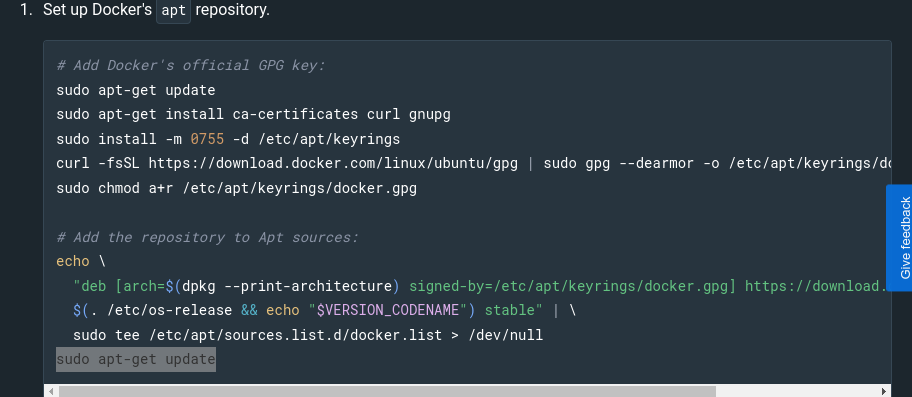 1. Set up Docker's apt repository.
# Add Docker's official GPG key:
sudo apt-get update
sudo apt-get install ca-certificates curl gnupg
sudo install -m 0755 -d /etc/apt/keyrings
curl -fsSL https://download.docker.com/linux/ubuntu/gpg | sudo gpg --dearmor -o /etc/apt/keyrings/do
sudo chmod a+r /etc/apt/keyrings/docker.gpg
# Add the repository to Apt sources:
echo \
"deb [arch=$(dpkg --print-architecture) signed-by=/etc/apt/keyrings/docker.gpg] https://download.
$(. /etc/os-release && echo "$VERSION_CODENAME") stable" | \
sudo tee /etc/apt/sources.list.d/docker.list > /dev/null
sudo apt-get update
Give feedback